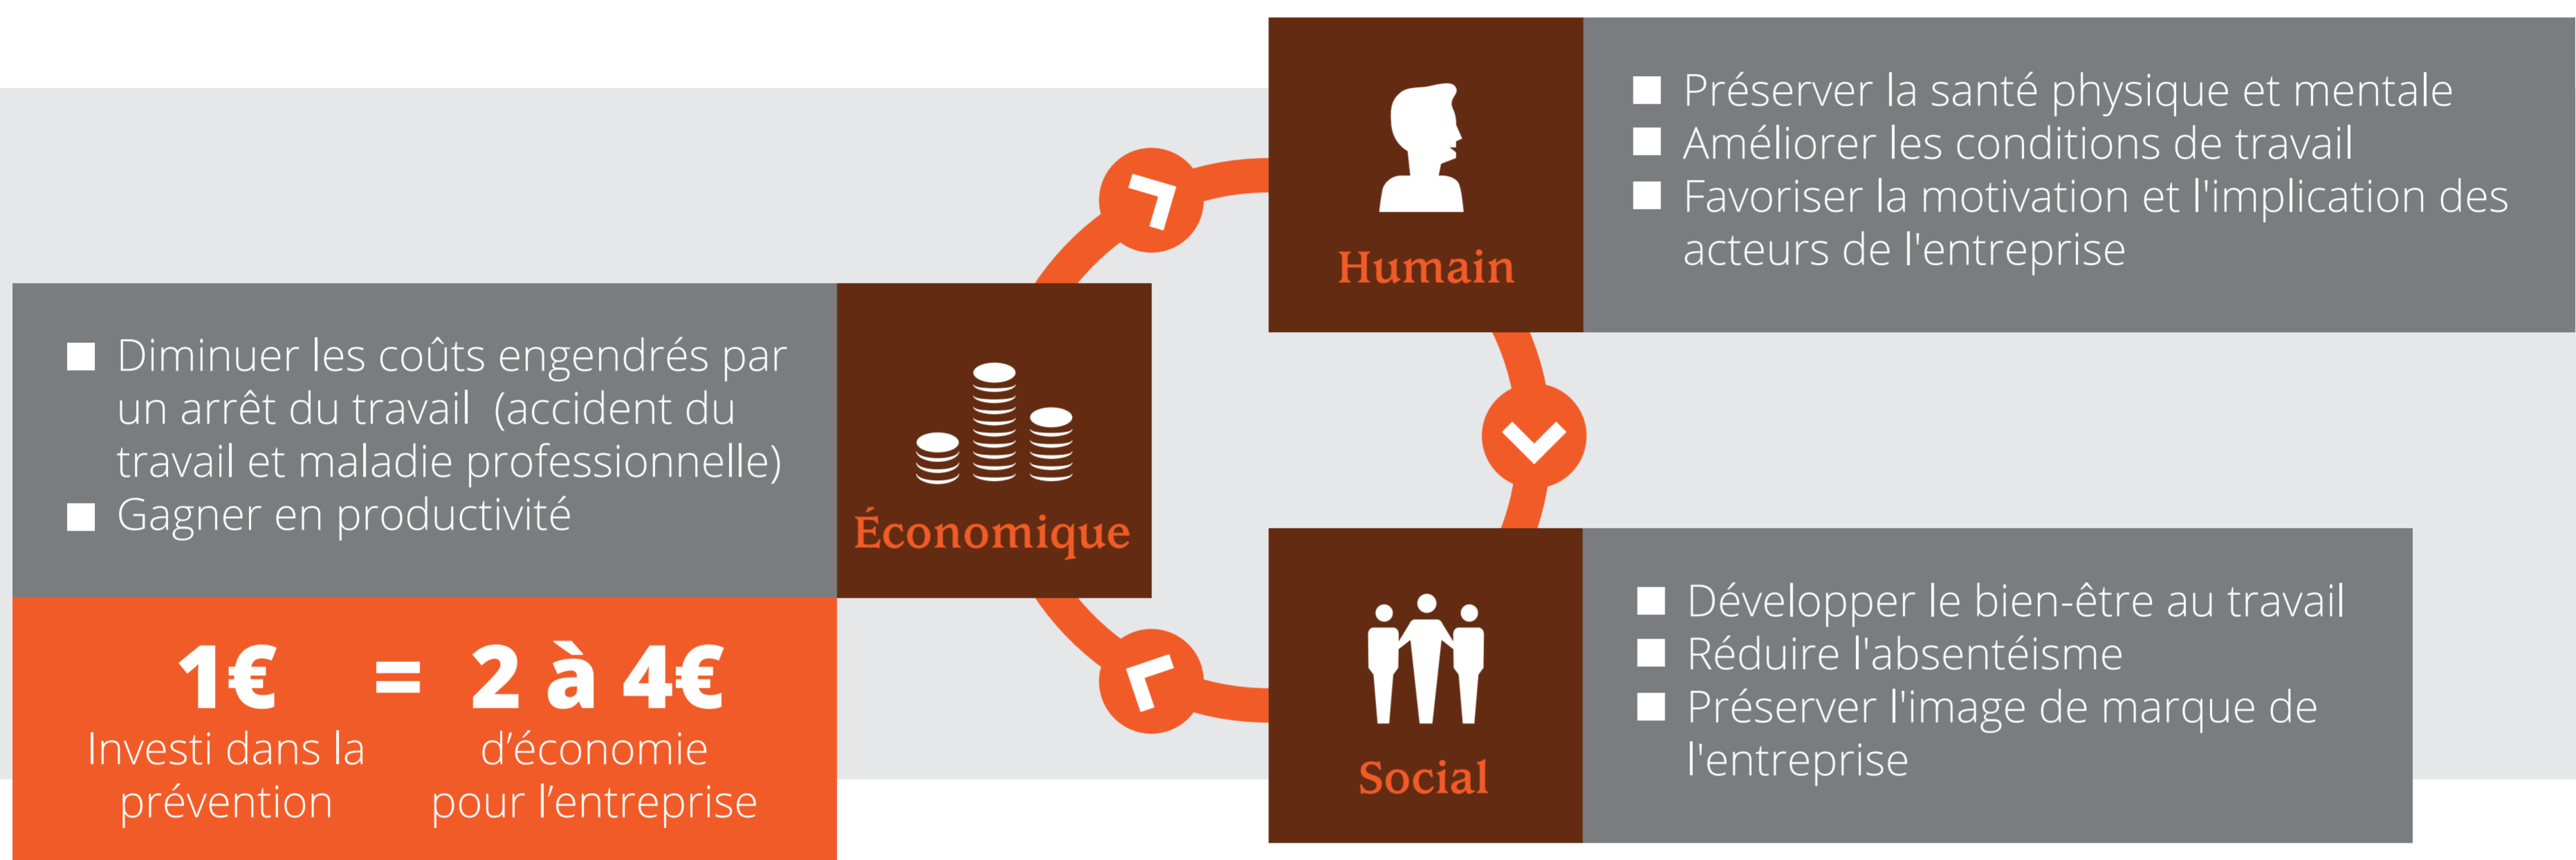 Humain
Préserver la santé physique et mentale
Améliorer les conditions de travail
Favoriser la motivation et l'implication des
acteurs de l'entreprise
Diminuer les coûts engendrés par
un arrêt du travail (accident du
travail et maladie professionnelle)
Gagner en productivité
Économique
1€ = 2 à 4€
Investi dans la
prévention
d’économie
pour l’entreprise
Social
Développer le bien-être au travail
Réduire l'absentéisme
Préserver l'image de marque de
l'entreprise